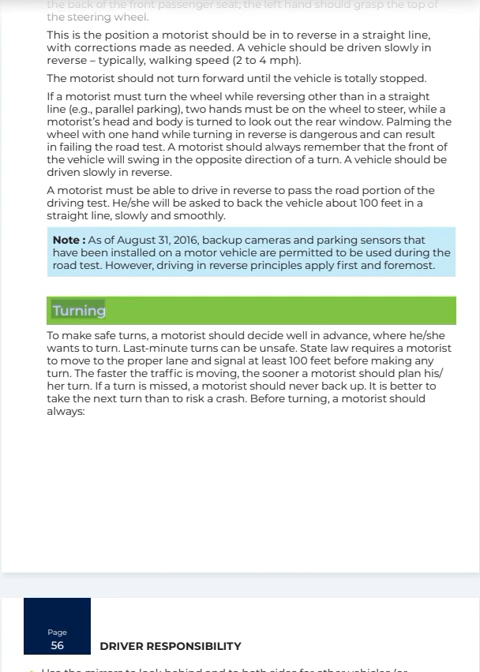 the back of the front passenger seat; the left hand should grasp the top of
the steering wheel.
This is the position a motorist should be in to reverse in a straight line,
with corrections made as needed. A vehicle should be driven slowly in
reverse – typically, walking speed (2 to 4 mph).
The motorist should not turn forward until the vehicle is totally stopped.
If a motorist must turn the wheel while reversing other than in a straight
line (e.g., parallel parking), two hands must be on the wheel to steer, while a
motorist's head and body is turned to look out the rear window. Palming the
wheel with one hand while turning in reverse is dangerous and can result
in failing the road test. A motorist should always remember that the front of
the vehicle will swing in the opposite direction of a turn. A vehicle should be
driven slowly in reverse.
A motorist must be able to drive in reverse to pass the road portion of the
driving test. He/she will be asked to back the vehicle about 100 feet in a
straight line, slowly and smoothly.
Note : As of August 31, 2016, backup cameras and parking sensors that
have been installed on a motor vehicle are permitted to be used during the
road test. However, driving in reverse principles apply first and foremost.
Turning
To make safe turns, a motorist should decide well in advance, where he/she
wants to turn. Last-minute turns can be unsafe. State law requires a motorist
to move to the proper lane and signal at least 100 feet before making any
turn. The faster the traffic is moving, the sooner a motorist should plan his/
her turn. If a turn is missed, a motorist should never back up. It is better to
take the next turn than to risk a crash. Before turning, a motorist should
always:
Page
56
DRIVER RESPONSIBILITY
Use the mirrors to look behind and to both sides for other vehicles (or